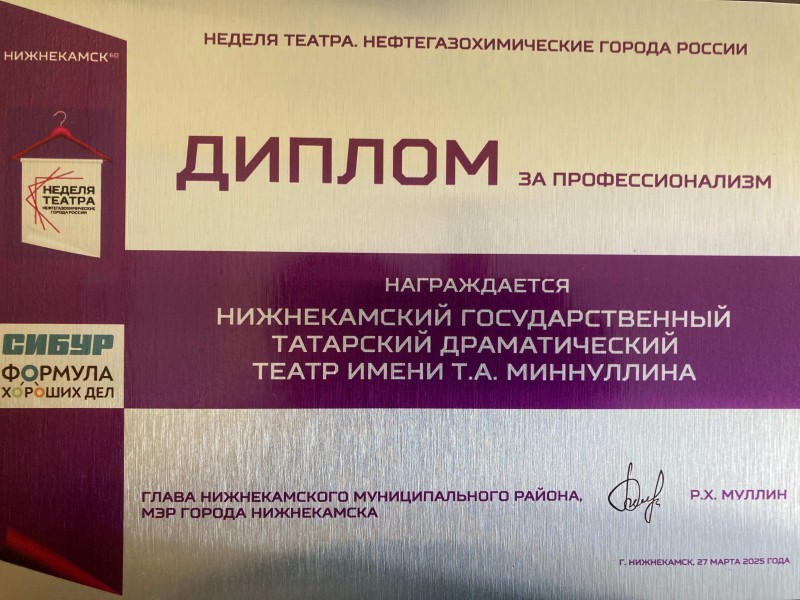 НИЖНЕКАМСК60
НЕДЕЛЯ ТЕАТРА. НЕФТЕГАЗОХИМИЧЕСКИЕ ГОРОДА РОССИИ
ДИПЛОМ ЗА ПРОФЕССИОНАЛИЗМ
НЕДЕЛЯ
ТЕАТРА
НЕФТЕГАЗОХИМИЧЕСКИЕ
ГОРОДА РОССИИ
НАГРАЖДАЕТСЯ
НИЖНЕКАМСКИЙ ГОСУДАРСТВЕННЫЙ
ТАТАРСКИЙ ДРАМАТИЧЕСКИЙ
ТЕАТР ИМЕНИ Т.А. МИННУЛЛИНА
СИБУР
ФОРМУЛА
ХОРОШИХ ДЕЛ
ГЛАВА НИЖНЕКАМСКОГО МУНИЦИПАЛЬНОГО РАЙОНА,
МЭР ГОРОДА НИЖНЕКАМСКА
Р.Х. МУЛЛИН
Г. НИЖНЕКАМСК, 27 МАРТА 2025 ГОДА